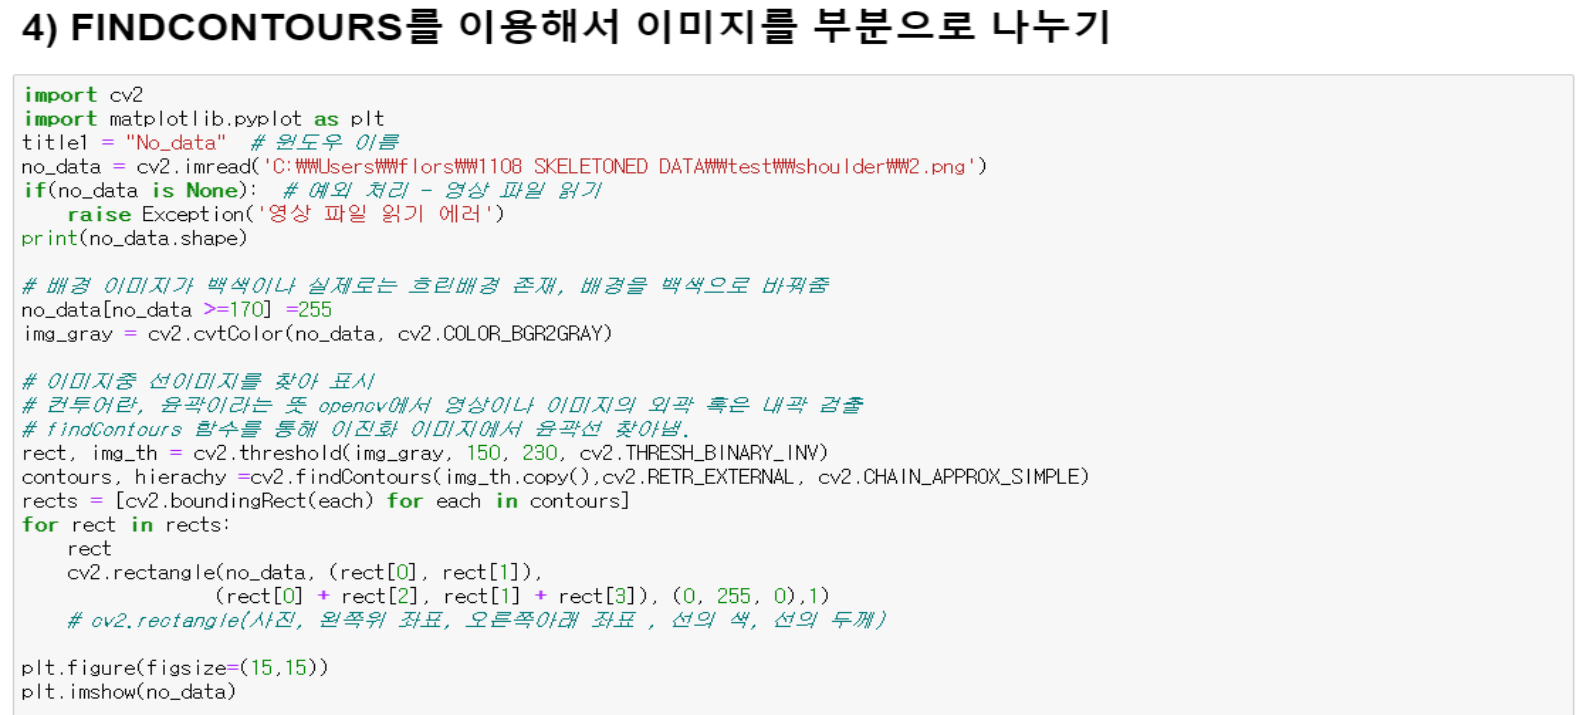 4) FINDCONTOURS를 이용해서 이미지를 부분으로 나누기
import cv2
import matplotlib.pyplot as plt
title1 = "No_data"  # 윈도우 이름
no_data = cv2.imread('C:₩₩Users₩₩flors₩₩1108 SKELETONED DATA₩₩test₩₩shoulder₩₩2.png')
if(no_data is None):  # 예외 처리 - 영상 파일 읽기
    raise Exception('영상 파일 읽기 에러')
print(no_data.shape)
# 배경 이미지가 백색이나 실제로는 흐린배경 존재, 배경을 백색으로 바꿔줌
no_data[no_data >=170] =255
img_gray = cv2.cvtColor(no_data, cv2.COLOR_BGR2GRAY)
# 이미지중 선이미지를 찾아 표시
# 컨투어란, 윤곽이라는 뜻 opencv에서 영상이나 이미지의 외곽 혹은 내곽 검출
# findContours 함수를 통해 이진화 이미지에서 윤곽선 찾아냄.
rect, img_th = cv2.threshold(img_gray, 150, 230, cv2.THRESH_BINARY_INV)
contours, hierachy =cv2.findContours(img_th.copy(),cv2.RETR_EXTERNAL, cv2.CHAIN_APPROX_SIMPLE)
rects = [cv2.boundingRect(each) for each in contours]
for rect in rects:
    rect
    cv2.rectangle(no_data, (rect[0], rect[1]),
                  (rect[0] + rect[2], rect[1] + rect[3]), (0, 255, 0),1)
    # cv2.rectangle(사진, 왼쪽위 좌표, 오른쪽아래 좌표 , 선의 색, 선의 두께)
plt.figure(figsize=(15,15))
plt.imshow(no_data)